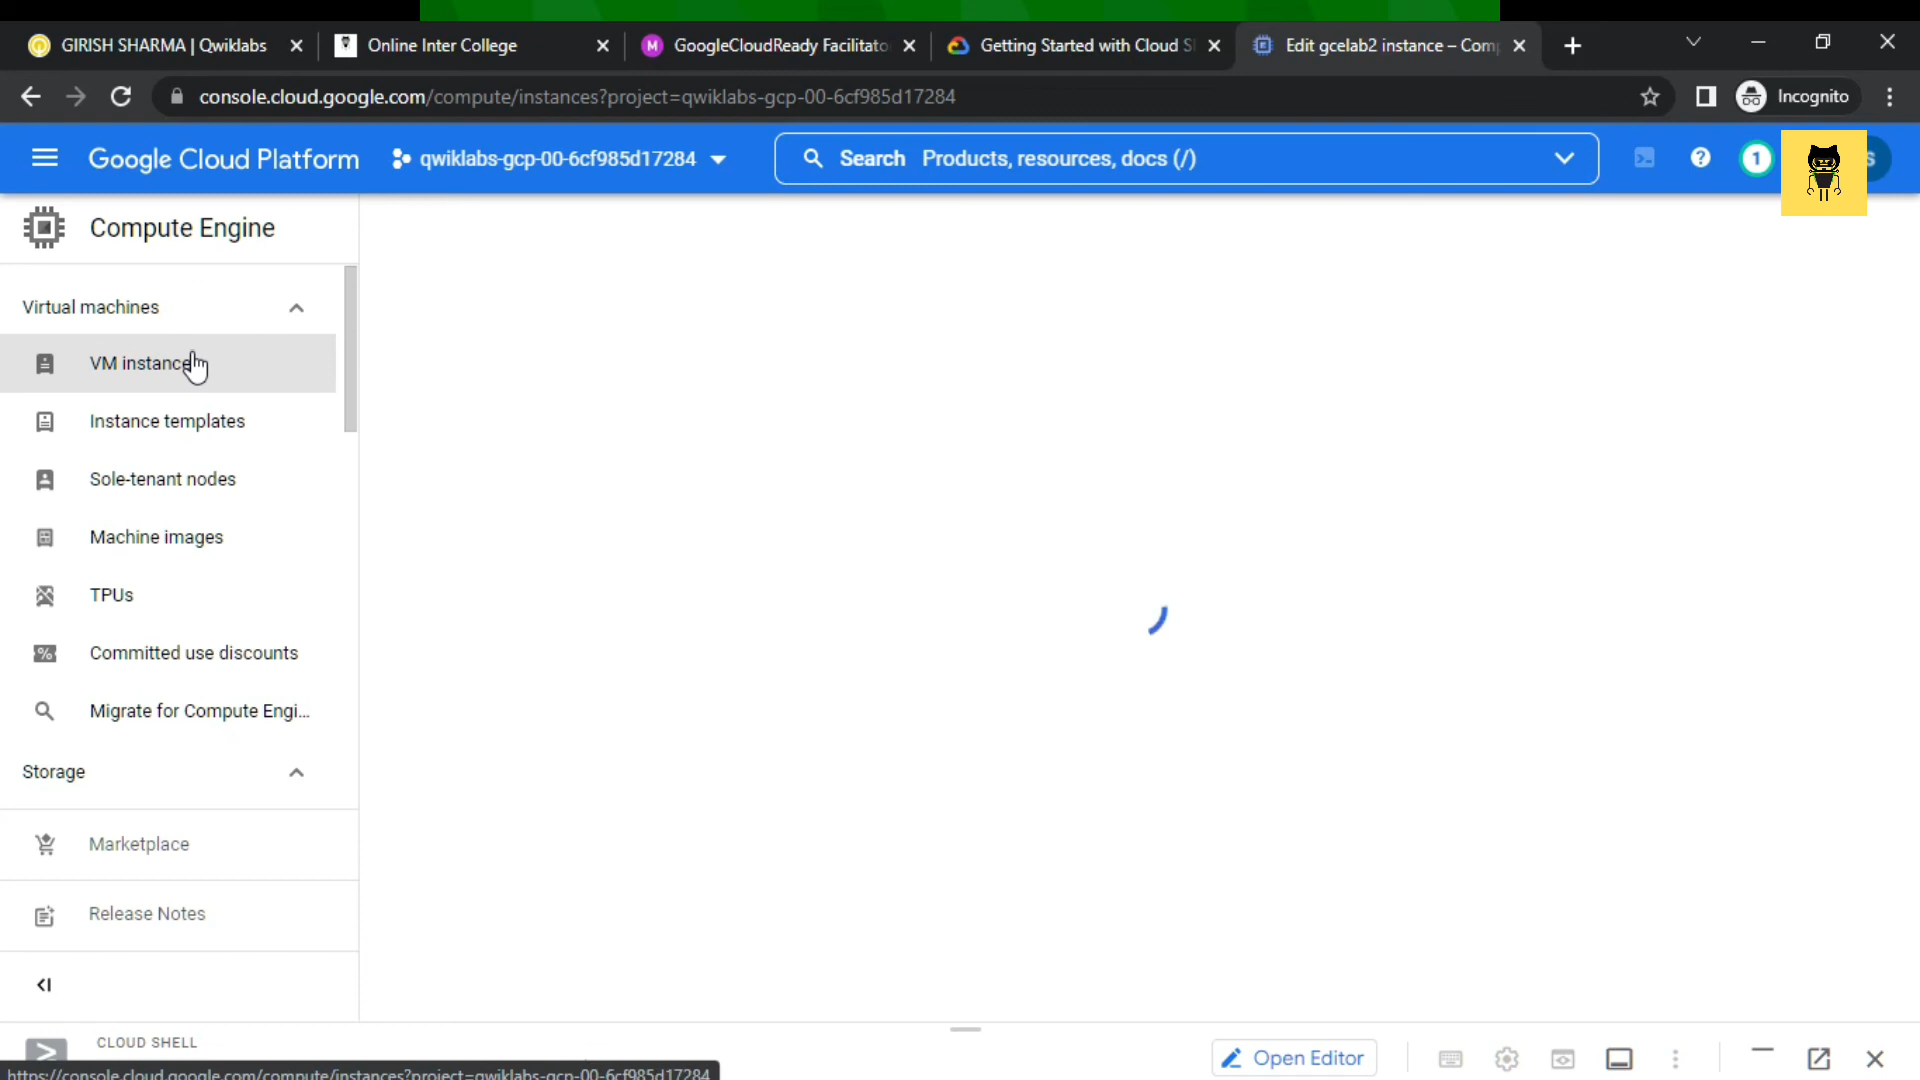 GIRISH SHARMA | Qwiklabs
Online Inter College
GoogleCloudReady Facilitato
Getting Started with Cloud S
Edit gcelab2 instance – Com
console.cloud.google.com/compute/instances?project=qwiklabs-gcp-00-6cf985d17284
Incognito
Google Cloud Platform
qwiklabs-gcp-00-6cf985d17284
Search Products, resources, docs (/)
1
S
Compute Engine
Virtual machines
VM instance
Instance templates
Sole-tenant nodes
Machine images
TPUs
Committed use discounts
Migrate for Compute Engi...
Storage
Marketplace
Release Notes
CLOUD SHELL
Open Editor
https://console.cloud.google.com/compute/instances?project=qwiklabs-gcp-00-6cf985d17284